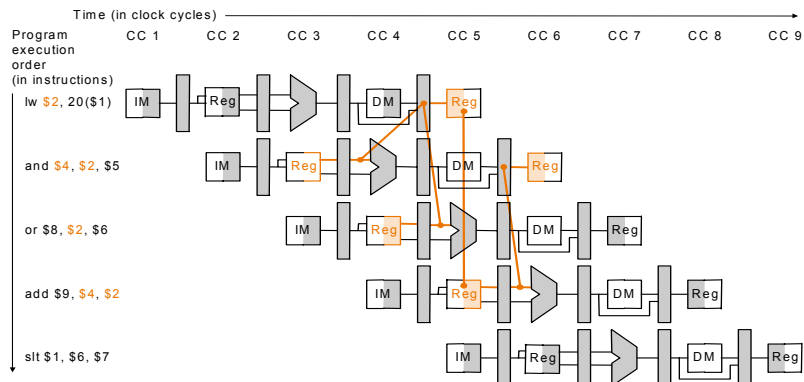 Time (in clock cycles)
Program
execution
order
(in instructions)
CC 1 CC 2 CC 3 CC 4 CC 5 CC 6 CC 7 CC 8 CC 9
lw $2, 20($1) IM Reg DM Reg
and $4, $2, $5 IM Reg DM Reg
or $8, $2, $6 IM Reg DM Reg
add $9, $4, $2 IM Reg DM Reg
slt $1, $6, $7 IM Reg DM Reg